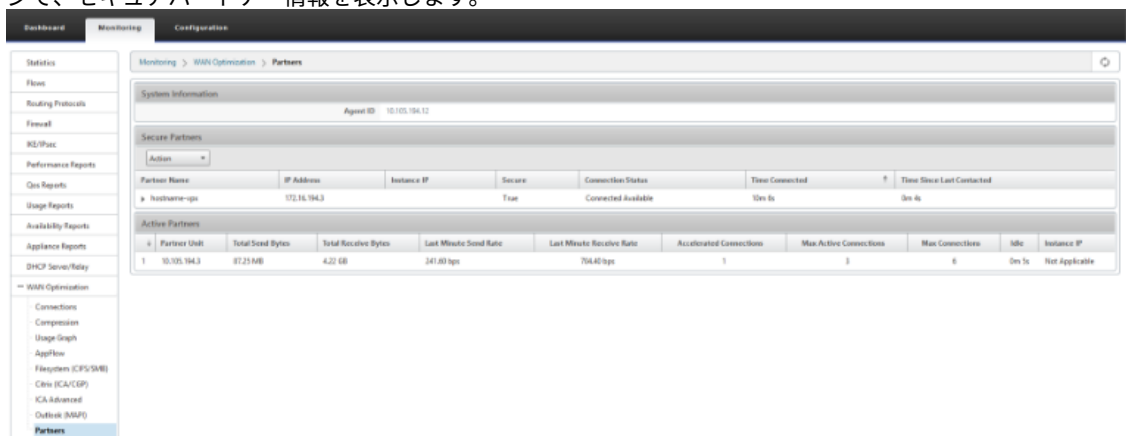 って、セキュアパートナー情報を表示します。
Dashboard Monitoring Configuration
Statistics
Flows
Routing Protocols
Firewall
IKE/IPsec
Performance Reports
Qos Reports
Usage Reports
Availability Reports
Appliance Reports
DHCP Server/Relay
WAN Optimization
Connections
Compression
Usage Graph
AppFlow
Filesystem (CIFS/SMB)
Citrix (ICA/CGP)
ICA Advanced
Outlook (MAPI)
Partners
Monitoring > WAN Optimization > Partners
System Information
Agent ID 10.105.194.12
Secure Partners
Action
Partner Name IP Address Instance IP Secure Connection Status Time Connected Time Since Last Contacted
hostname-vpx 172.16.194.3 True Connected Available 10m 8s 0m 4s
Active Partners
Partner Unit Total Send Bytes Total Receive Bytes Last Minute Send Rate Last Minute Receive Rate Accelerated Connections Max Active Connections Max Connections Idle Instance IP
1 10.105.194.3 87.25 MB 4.22 GB 241.60 bps 784.40 bps 1 3 6 0m 5s Not Applicable